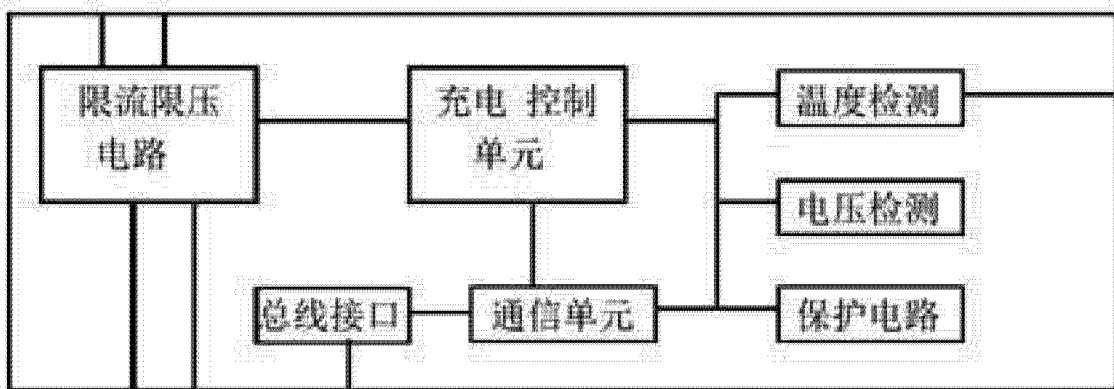 限流限压
电路
充电 控制
单元
温度检测
电压检测
总线接口
通信单元
保护电路